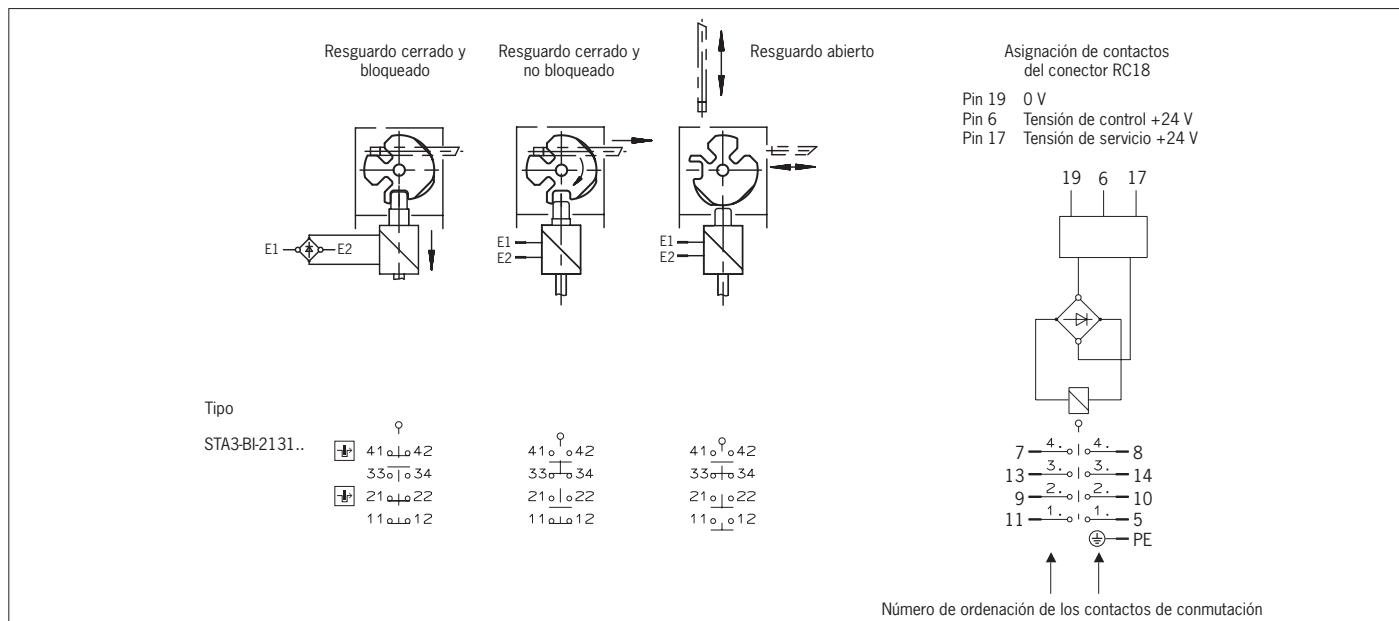 Resguardo cerrado y
bloqueado
Resguardo cerrado y
no bloqueado
Resguardo abierto
Asignación de contactos
del conector RC18
Pin 19 0 V
Pin 6 Tensión de control +24 V
Pin 17 Tensión de servicio +24 V
19 6 17
E1 E2
E1
E2
E1
E2
Tipo
STA3-BI-2131..
41 42
33 34
21 22
11 12
41 42
33 34
21 22
11 12
41 42
33 34
21 22
11 12
7 4. 4. 8
13 3. 3. 14
9 2. 2. 10
11 1. 1. 5
PE
Número de ordenación de los contactos de conmutación